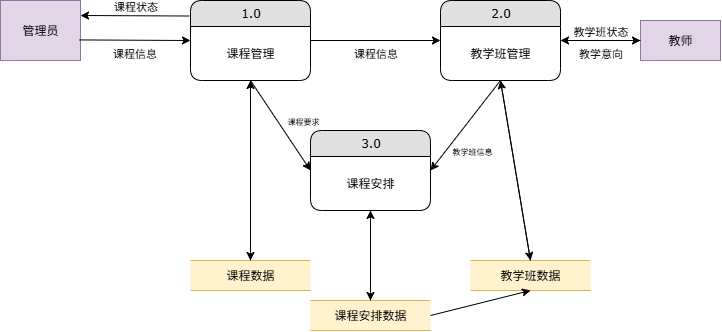 课程状态
1.0
2.0
管理员
教学班状态
教师
课程信息
课程管理
课程信息
教学班管理
教学意向
课程要求
3.0
教学班信息
课程安排
课程数据
教学班数据
课程安排数据